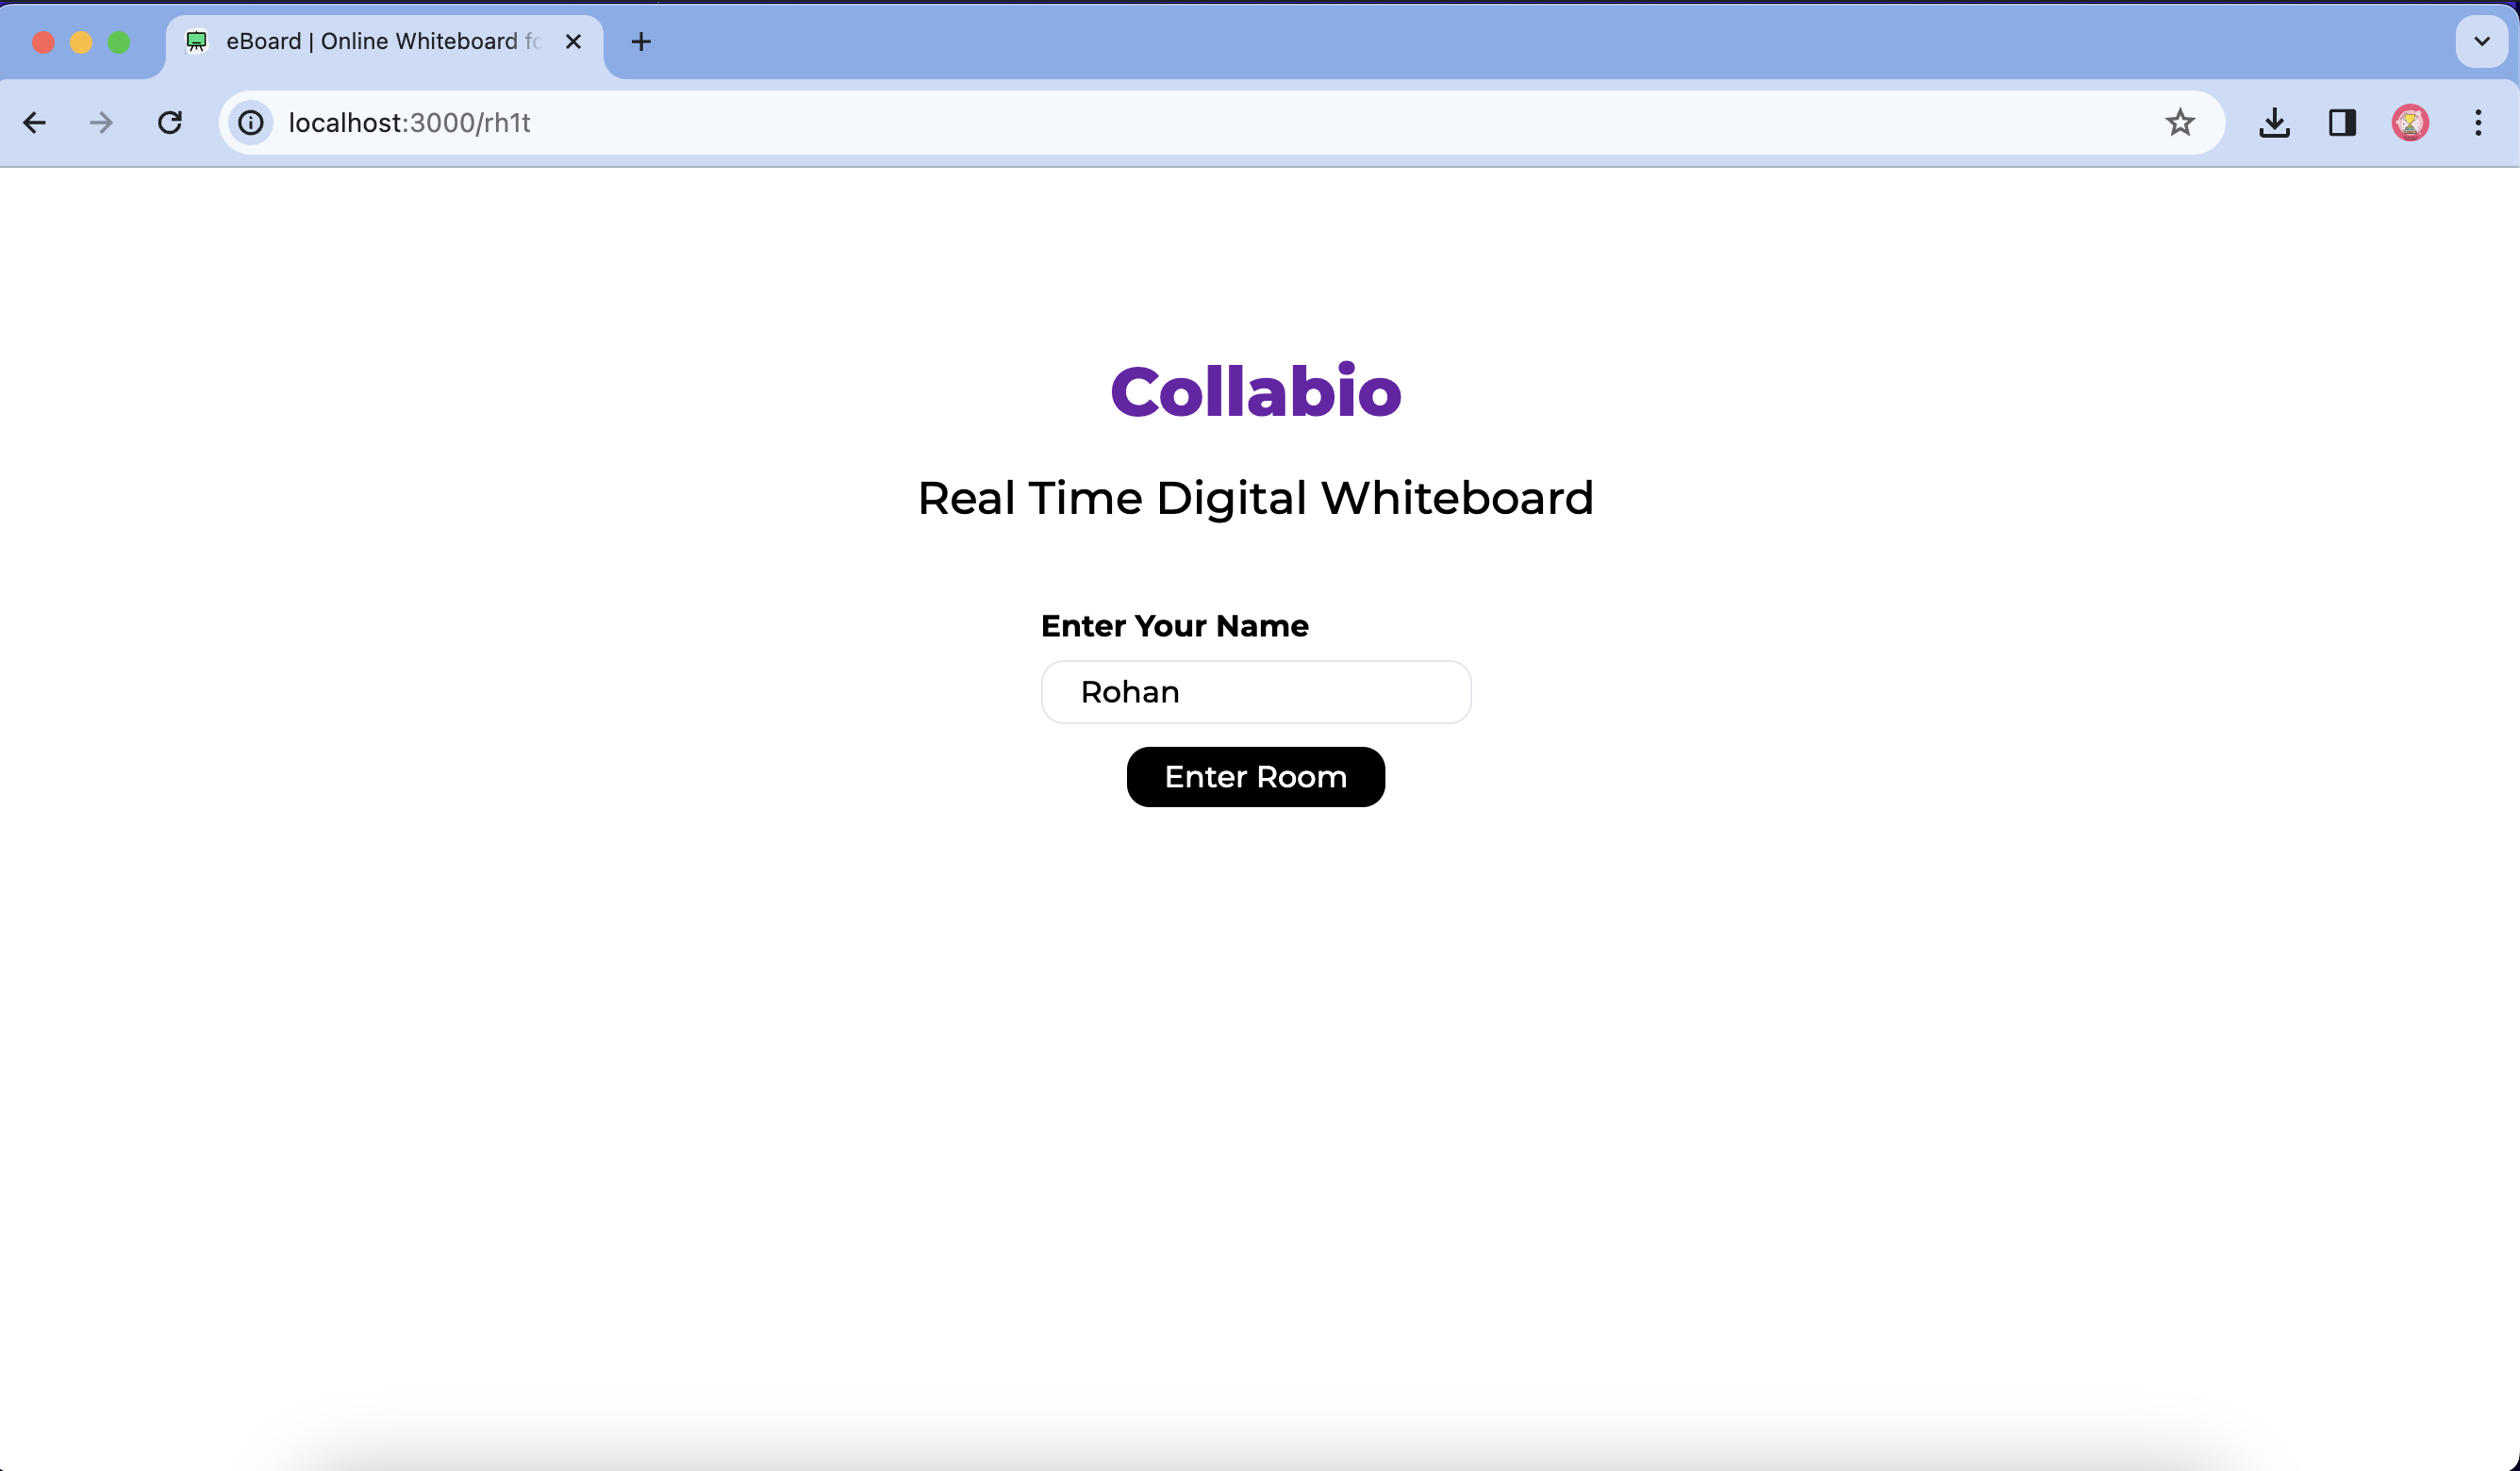 eBoard | Online Whiteboard fo
localhost:3000/rh1t
Collabio
Real Time Digital Whiteboard
Enter Your Name
Rohan
Enter Room